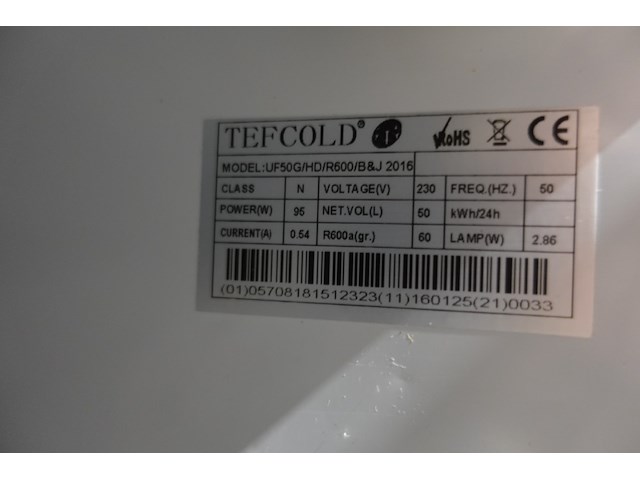 TEFCOLD® RoHS CE
MODEL:UF50G/HD/R600/B&J 2016
CLASS N VOLTAGE(V) 230 FREQ.(HZ.) 50
POWER(W) 95 NET.VOL(L) 50 kWh/24h
CURRENT(A) 0.54 R600a(gr.) 60 LAMP(W) 2.86
(01)05708181512323(11)160125(21)0033